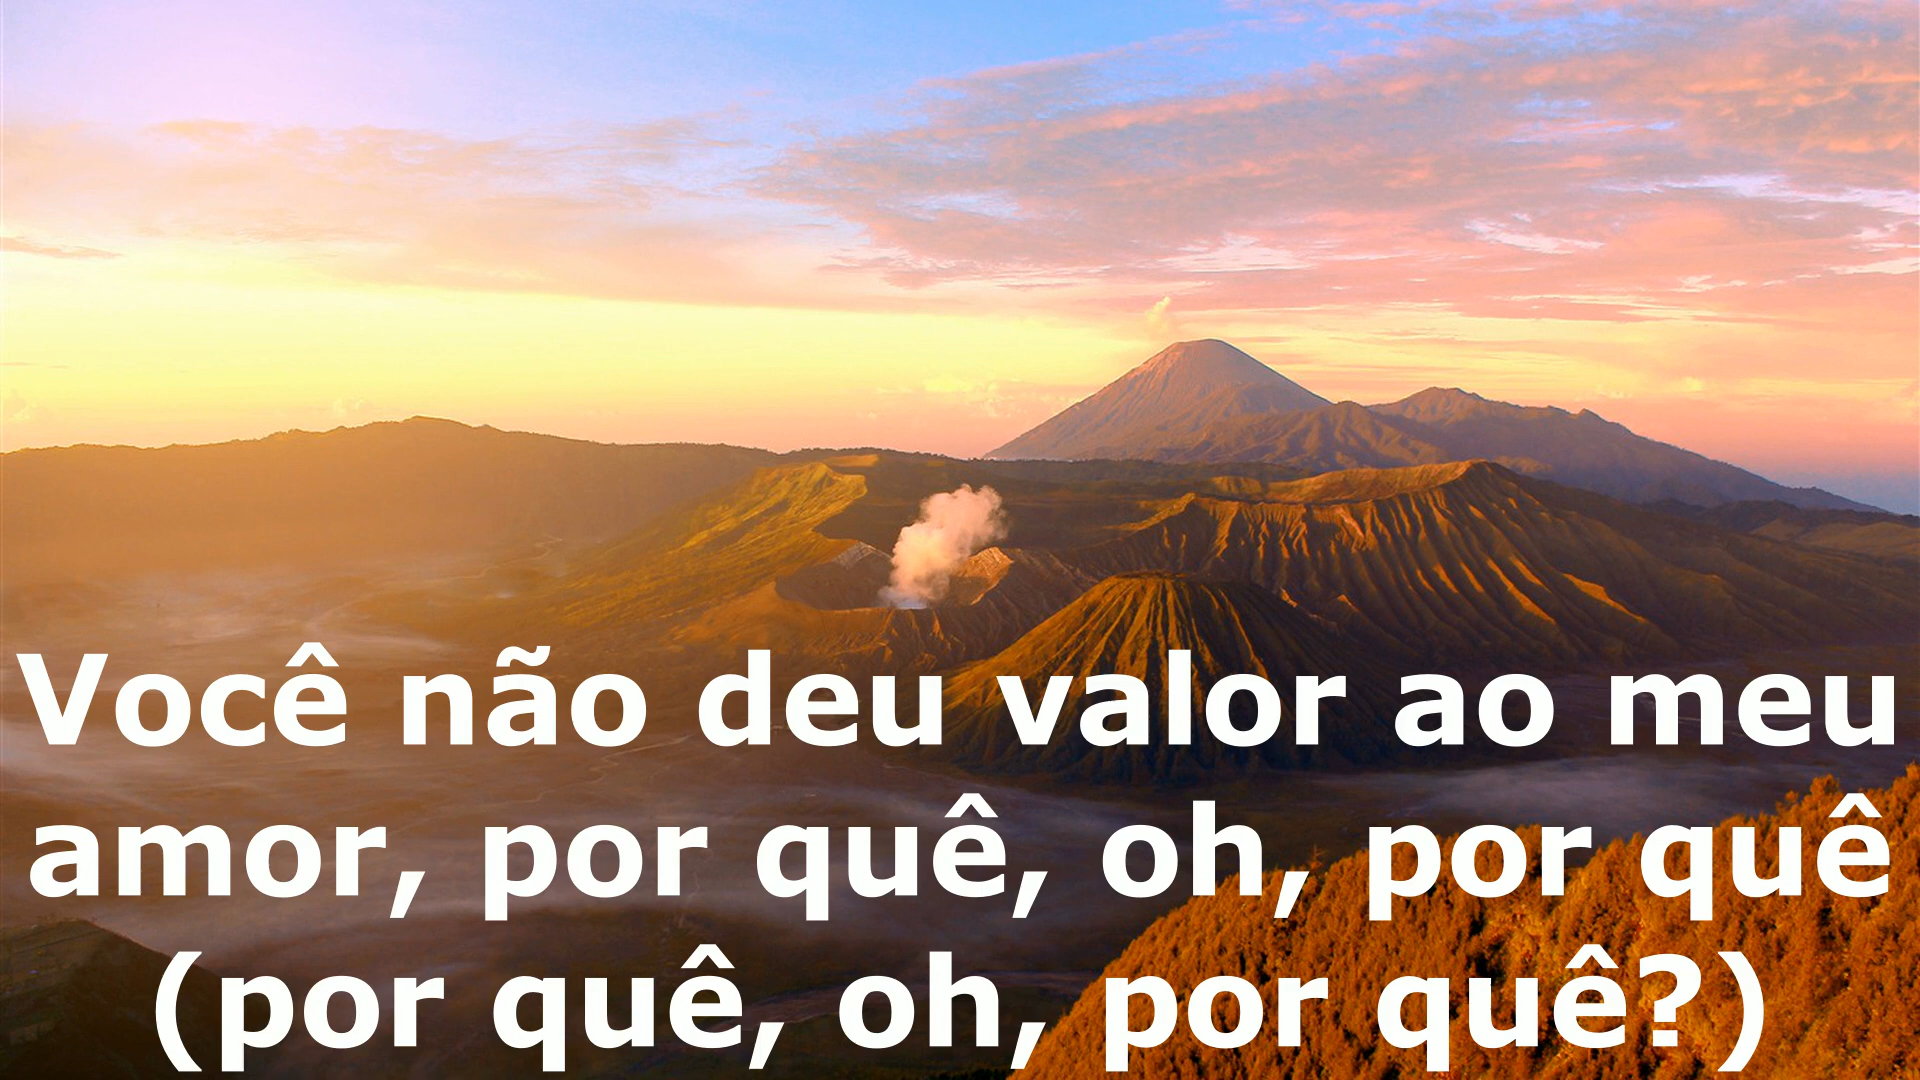 Você não deu valor ao meu
amor, por quê, oh, por quê
(por quê, oh, por quê?)